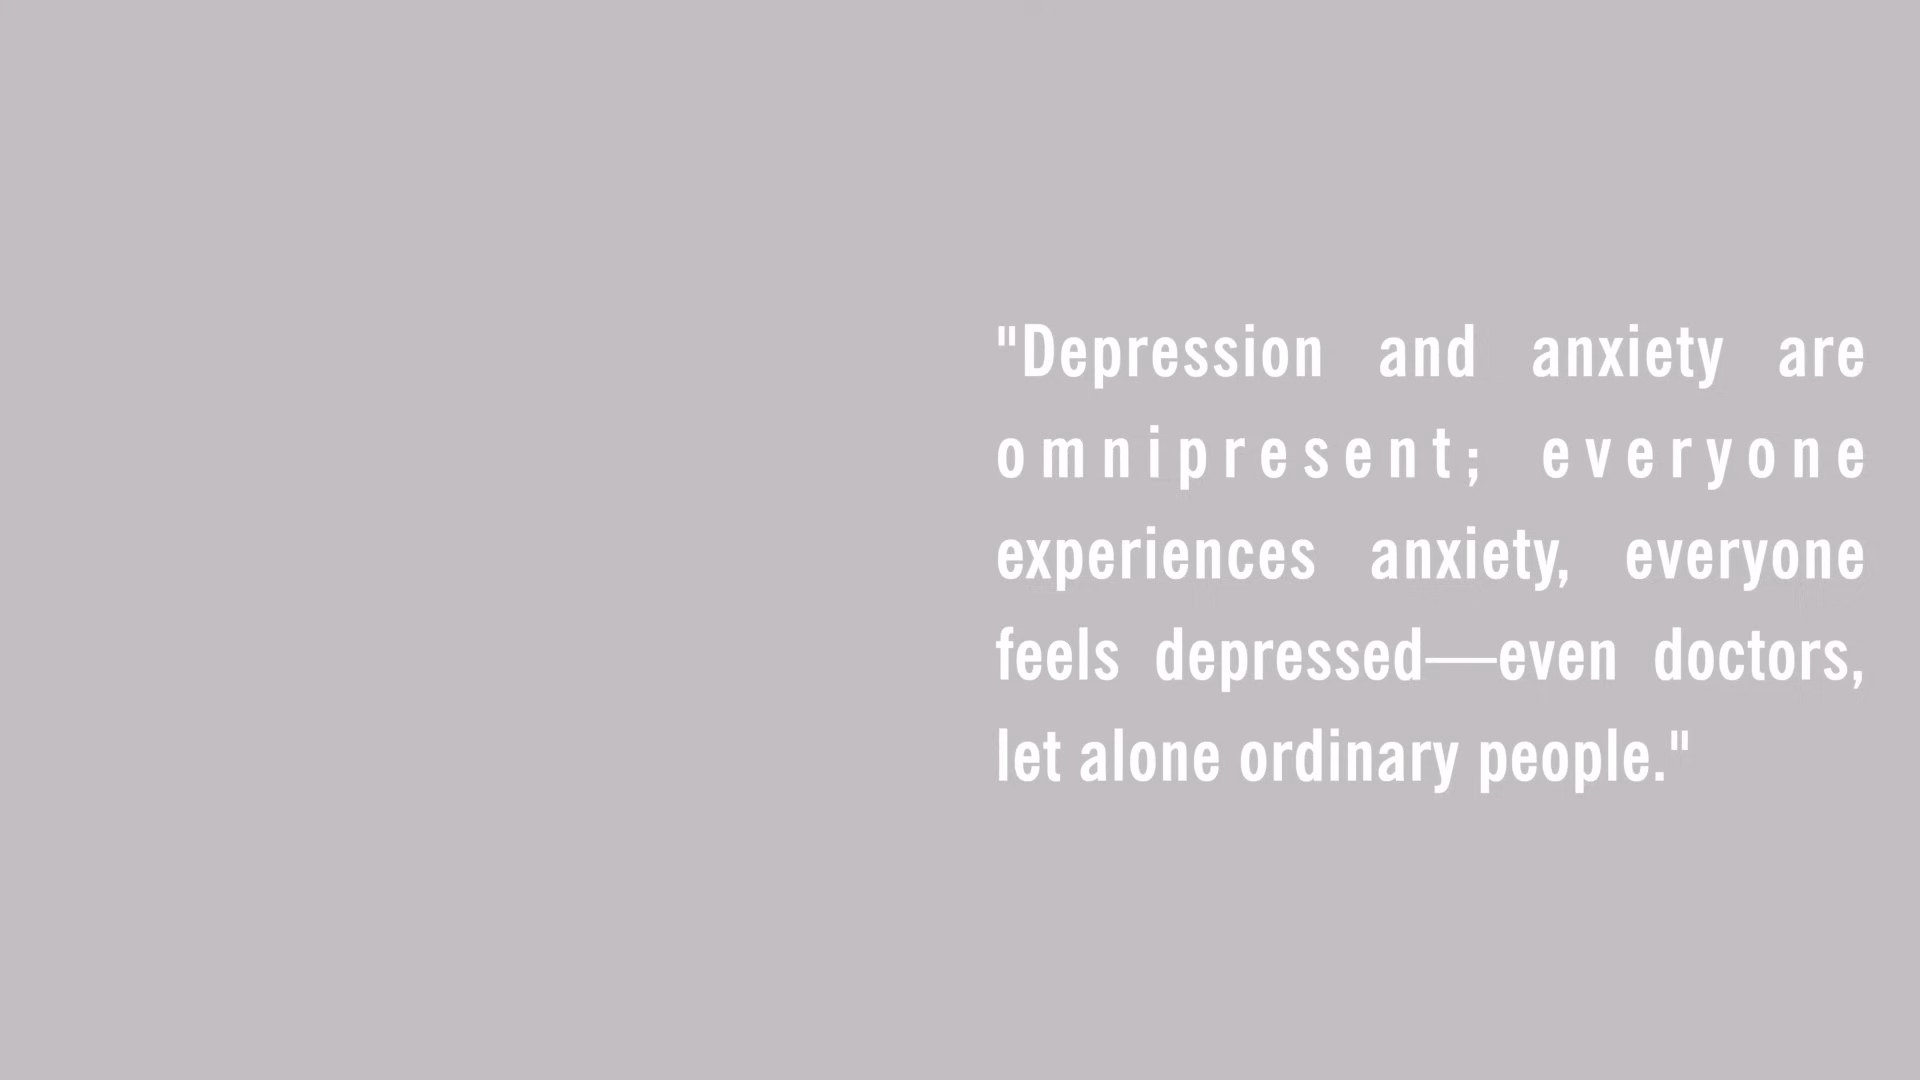 "Depression and anxiety are
omnipresent; everyone
experiences anxiety, everyone
feels depressed—even doctors,
let alone ordinary people."